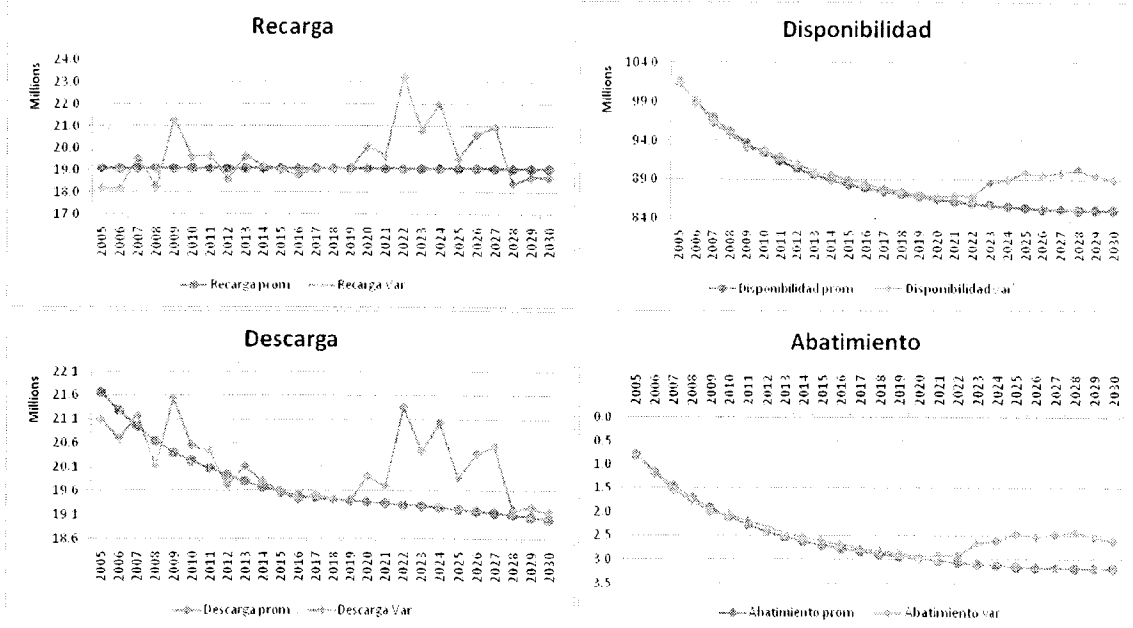 Recarga
Millions
24.0
23.0
22.0
21.0
20.0
19.0
18.0
17.0
2005 2006 2007 2008 2009 2010 2011 2012 2013 2014 2015 2016 2017 2018 2019 2020 2021 2022 2023 2024 2025 2026 2027 2028 2029 2030
Recarga prom Recarga Var
Disponibilidad
Millions
104.0
99.0
94.0
89.0
84.0
2005 2006 2007 2008 2009 2010 2011 2012 2013 2014 2015 2016 2017 2018 2019 2020 2021 2022 2023 2024 2025 2026 2027 2028 2029 2030
Disponibilidad prom Disponibilidad var
Descarga
Millions
22.1
21.6
21.1
20.6
20.1
19.6
19.1
18.6
2005 2006 2007 2008 2009 2010 2011 2012 2013 2014 2015 2016 2017 2018 2019 2020 2021 2022 2023 2024 2025 2026 2027 2028 2029 2030
Descarga prom Descarga Var
Abatimiento
2005 2006 2007 2008 2009 2010 2011 2012 2013 2014 2015 2016 2017 2018 2019 2020 2021 2022 2023 2024 2025 2026 2027 2028 2029 2030
0.0
0.5
1.0
1.5
2.0
2.5
3.0
3.5
Abatimiento prom Abatimiento var